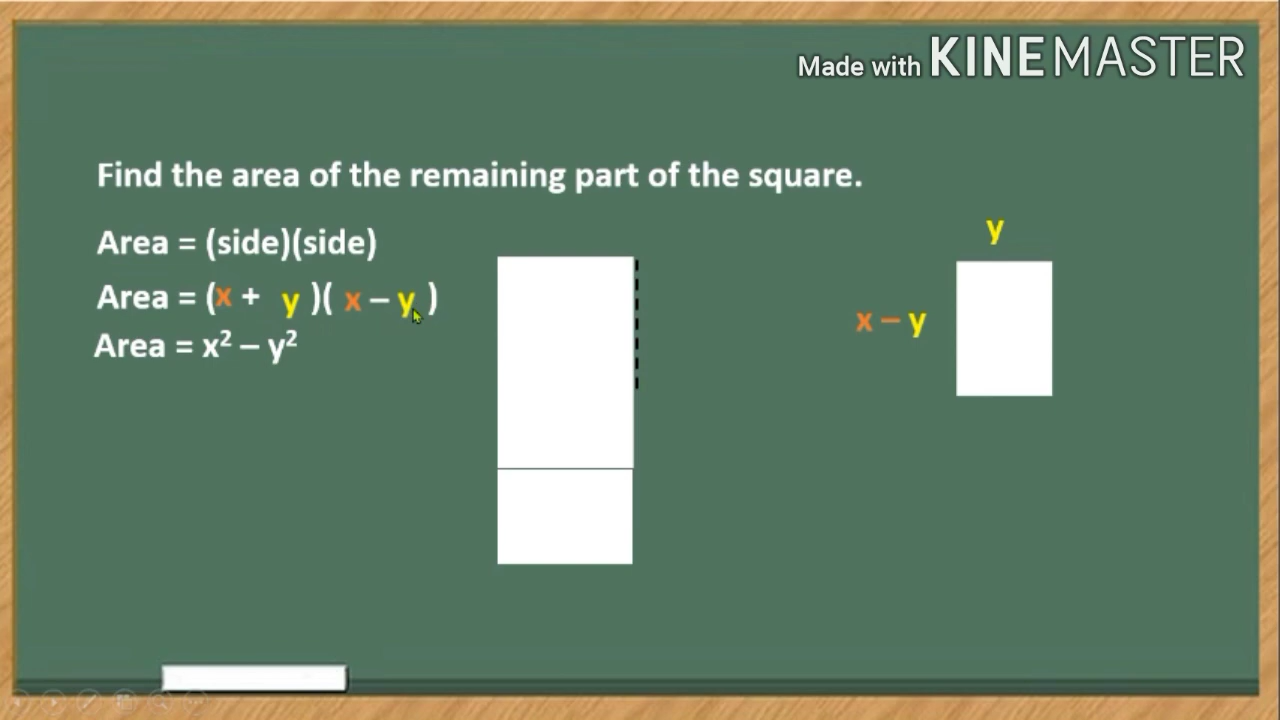 Made with KINEMASTER
Find the area of the remaining part of the square.
Area = (side)(side)
Area = (x + y )( x – y )
Area = x² – y²
y
x – y